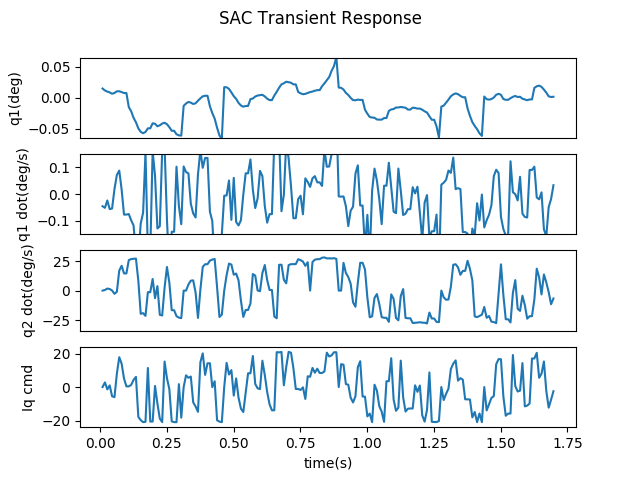 SAC Transient Response
q1(deg)
0.05
0.00
−0.05
q1 dot(deg/s)
0.1
0.0
−0.1
q2 dot(deg/s)
25
0
−25
Iq cmd
20
0
−20
0.00 0.25 0.50 0.75 1.00 1.25 1.50 1.75
time(s)